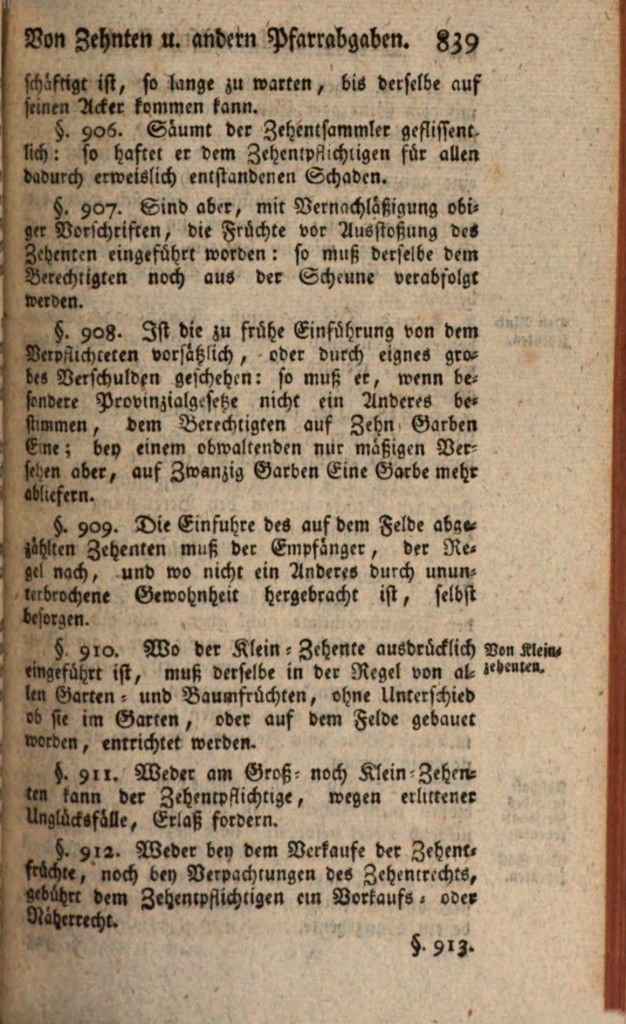 Von Zehnten u. andern Pfarrabgaben. 839
schäftigt ist, so lange zu warten, bis derselbe auf
seinen Acker kommen kann.
§. 906. Säumt der Zehentsammler geflissent-
lich: so haftet er dem Zehentpflichtigen für allen
dadurch erweislich entstandenen Schaden.
§. 907. Sind aber, mit Vernachläßigung obi-
ger Vorschriften, die Früchte vor Ausstoßung des
Zehenten eingeführt worden: so muß derselbe dem
Berechtigten noch aus der Scheune verabfolgt
werden.
§. 908. Ist die zu frühe Einführung von dem
Verpflichteten vorsätzlich, oder durch eignes gro-
bes Verschulden geschehen: so muß er, wenn be-
sondere Provinzialgesetze nicht ein Anderes be-
stimmen, dem Berechtigten auf Zehn Garben
Eine; bey einem obwaltenden nur mäßigen Ver-
sehen aber, auf Zwanzig Garben Eine Garbe mehr
abliefern.
§. 909. Die Einfuhre des auf dem Felde abge-
zählten Zehenten muß der Empfänger, der Re-
gel nach, und wo nicht ein Anderes durch unun-
terbrochene Gewohnheit hergebracht ist, selbst
besorgen.
§. 910. Wo der Klein-Zehente ausdrücklich
Von Klein-
eingeführt ist, muß derselbe in der Regel von al-
zehenten.
len Garten- und Baumfrüchten, ohne Unterschied
ob sie im Garten, oder auf dem Felde gebauet
worden, entrichtet werden.
§. 911. Weder am Groß- noch Klein-Zehen-
ten kann der Zehentpflichtige, wegen erlittener
Unglücksfälle, Erlaß fordern.
§. 912. Weder bey dem Verkaufe der Zehent-
früchte, noch bey Verpachtungen des Zehentrechts,
gebührt dem Zehentpflichtigen ein Vorkaufs- oder
Näherrecht.
§. 913.